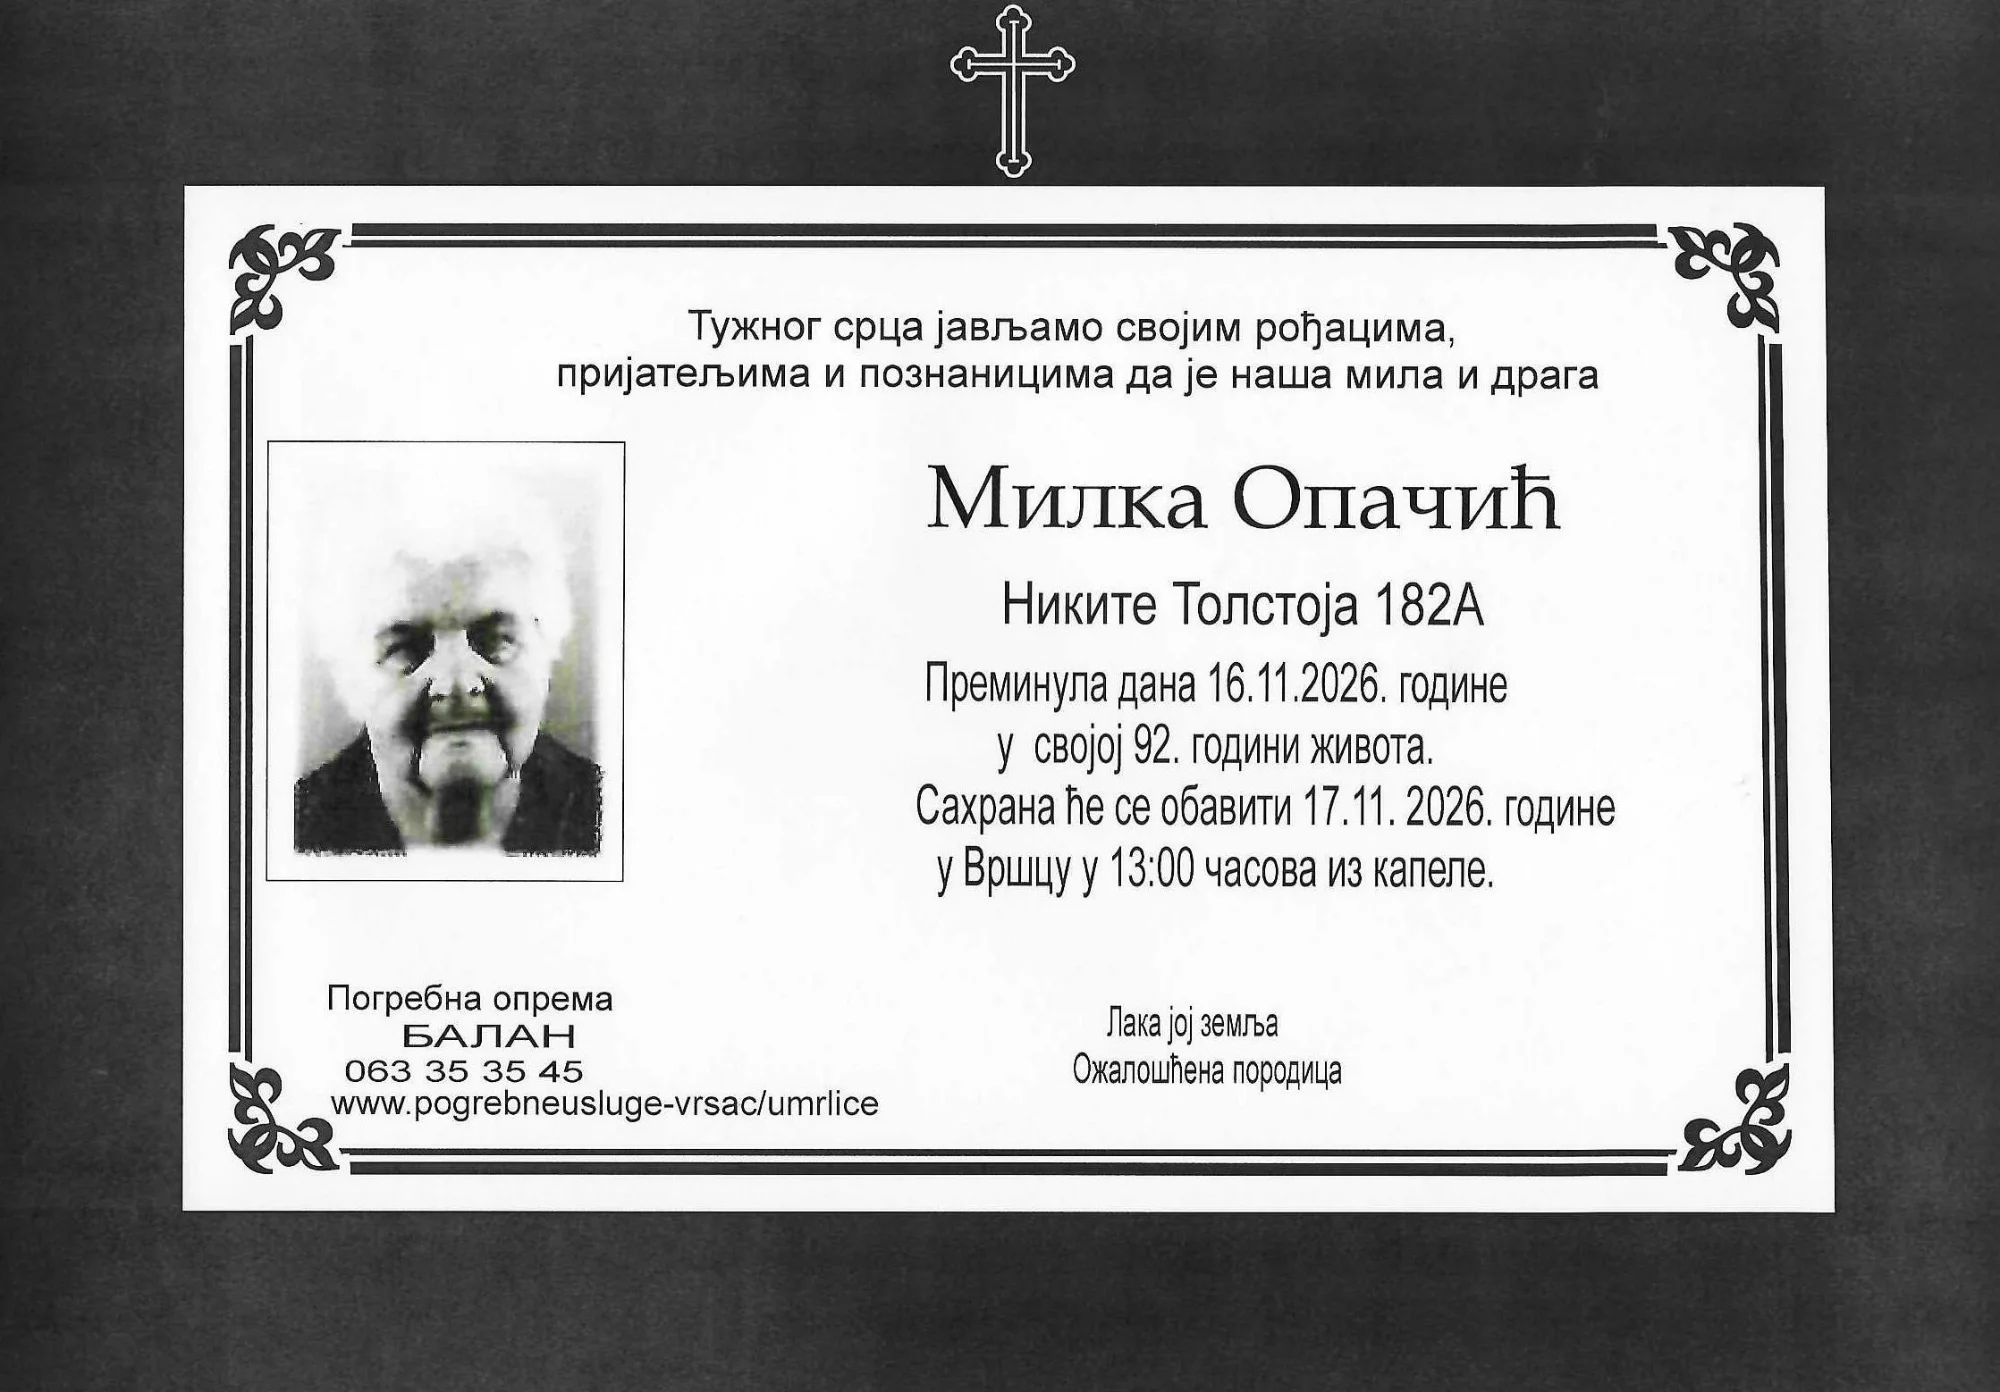 Тужног срца јављамо својим рођацима,
пријатељима и познаницима да је наша мила и драга
Милка Опачић
Никите Толстоја 182А
Преминула дана 16.11.2026. године
у својој 92. години живота.
Сахрана ће се обавити 17.11. 2026. године
у Вршцу у 13:00 часова из капеле.
Погребна опрема
БАЛАН
063 35 35 45
www.pogrebneusluge-vrsac/umrlice
Лака јој земља
Ожалошћена породица